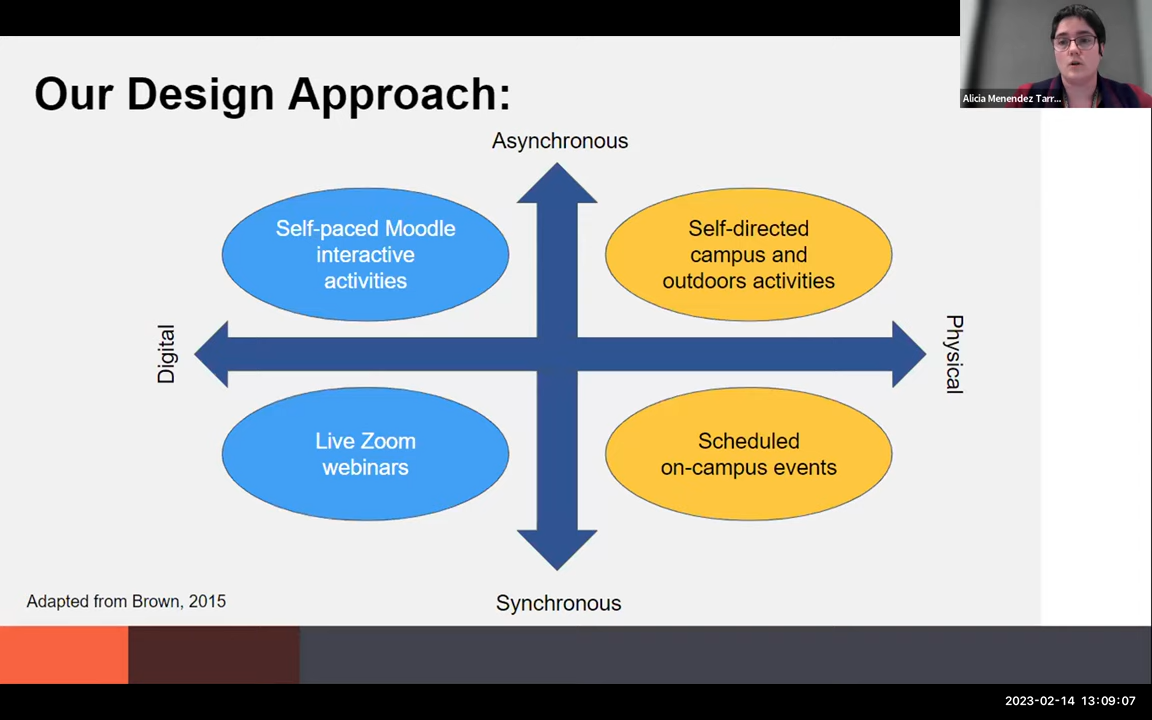 Alicia Menendez Tarr...
Our Design Approach:
Asynchronous
Self-paced Moodle
interactive
activities
Self-directed
campus and
outdoors activities
Digital
Physical
Live Zoom
webinars
Scheduled
on-campus events
Adapted from Brown, 2015
Synchronous
2023-02-14 13:09:07